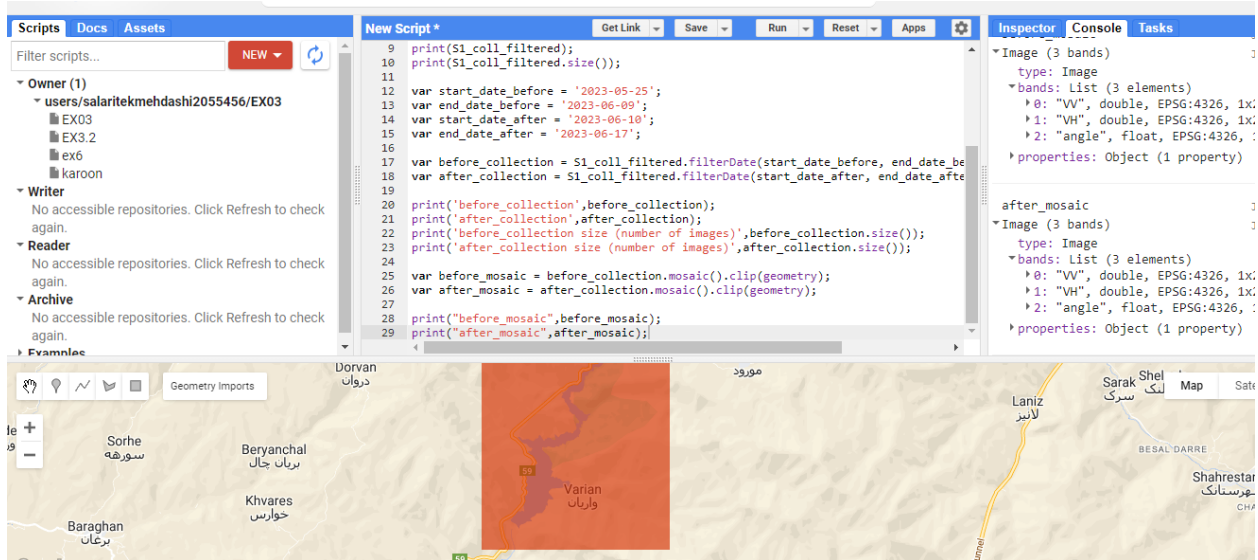 Scripts Docs Assets
Filter scripts...
NEW
Owner (1)
users/salaritekmehdashi2055456/EX03
EX03
EX3.2
ex6
karoon
Writer
No accessible repositories. Click Refresh to check
again.
Reader
No accessible repositories. Click Refresh to check
again.
Archive
No accessible repositories. Click Refresh to check
again.
Examples
New Script *
Get Link Save Run Reset Apps
9 print(S1_coll_filtered);
10 print(S1_coll_filtered.size());
11
12 var start_date_before = '2023-05-25';
13 var end_date_before = '2023-06-09';
14 var start_date_after = '2023-06-10';
15 var end_date_after = '2023-06-17';
16
17 var before_collection = S1_coll_filtered.filterDate(start_date_before, end_date_be
18 var after_collection = S1_coll_filtered.filterDate(start_date_after, end_date_afte
19
20 print('before_collection',before_collection);
21 print('after_collection',after_collection);
22 print('before_collection size (number of images)',before_collection.size());
23 print('after_collection size (number of images)',after_collection.size());
24
25 var before_mosaic = before_collection.mosaic().clip(geometry);
26 var after_mosaic = after_collection.mosaic().clip(geometry);
27
28 print("before_mosaic",before_mosaic);
29 print("after_mosaic",after_mosaic);
Inspector Console Tasks
Image (3 bands)
type: Image
bands: List (3 elements)
0: "VV", double, EPSG:4326, 1x
1: "VH", double, EPSG:4326, 1x
2: "angle", float, EPSG:4326,
properties: Object (1 property)
after_mosaic
Image (3 bands)
type: Image
bands: List (3 elements)
0: "VV", double, EPSG:4326, 1x
1: "VH", double, EPSG:4326, 1x
2: "angle", float, EPSG:4326,
properties: Object (1 property)
Geometry Imports
Map
+
−
Dorvan
دروان
مورود
Sarak
سرک
Laniz
لانیز
Sorhe
سورهه
Beryanchal
بریان چال
BESAL DARRE
59
Varian
واریان
Khvares
خوارس
Baraghan
برغان
59